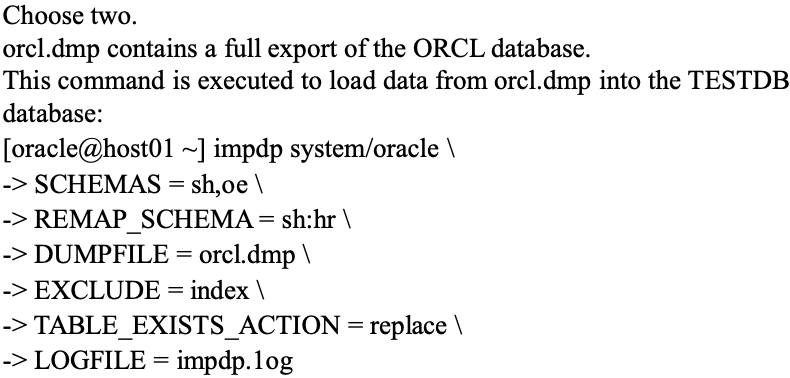 Choose two.
orcl.dmp contains a full export of the ORCL database.
This command is executed to load data from orcl.dmp into the TESTDB
database:
[oracle@host01 ~] impdp system/oracle \
-> SCHEMAS = sh,oe \
-> REMAP_SCHEMA = sh:hr \
-> DUMPFILE = orcl.dmp \
-> EXCLUDE = index \
-> TABLE_EXISTS_ACTION = replace \
-> LOGFILE = impdp.1og